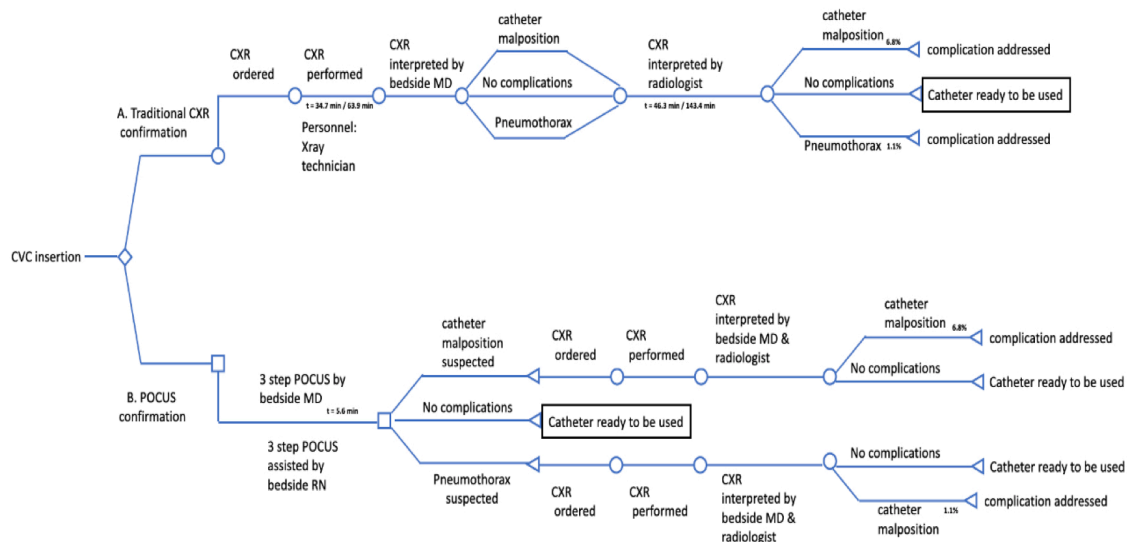 CXR
ordered
CXR
performed
t = 34.7 min / 63.9 min
Personnel:
Xray
technician
CXR
interpreted by
bedside MD
catheter
malposition
No complications
Pneumothorax
CXR
interpreted by
radiologist
t = 46.3 min / 143.4 min
catheter
malposition 6.8%
complication addressed
No complications
Catheter ready to be used
Pneumothorax 1.1%
complication addressed
A. Traditional CXR
confirmation
CVC insertion
B. POCUS
confirmation
3 step POCUS by
bedside MD
t = 5.6 min
3 step POCUS
assisted by
bedside RN
catheter
malposition
suspected
CXR
ordered
CXR
performed
CXR
interpreted by
bedside MD &
radiologist
catheter
malposition 6.8%
complication addressed
No complications
Catheter ready to be used
No complications
Catheter ready to be used
Pneumothorax
suspected
CXR
ordered
CXR
performed
CXR
interpreted by
bedside MD &
radiologist
No complications
Catheter ready to be used
catheter
malposition
1.1%
complication addressed